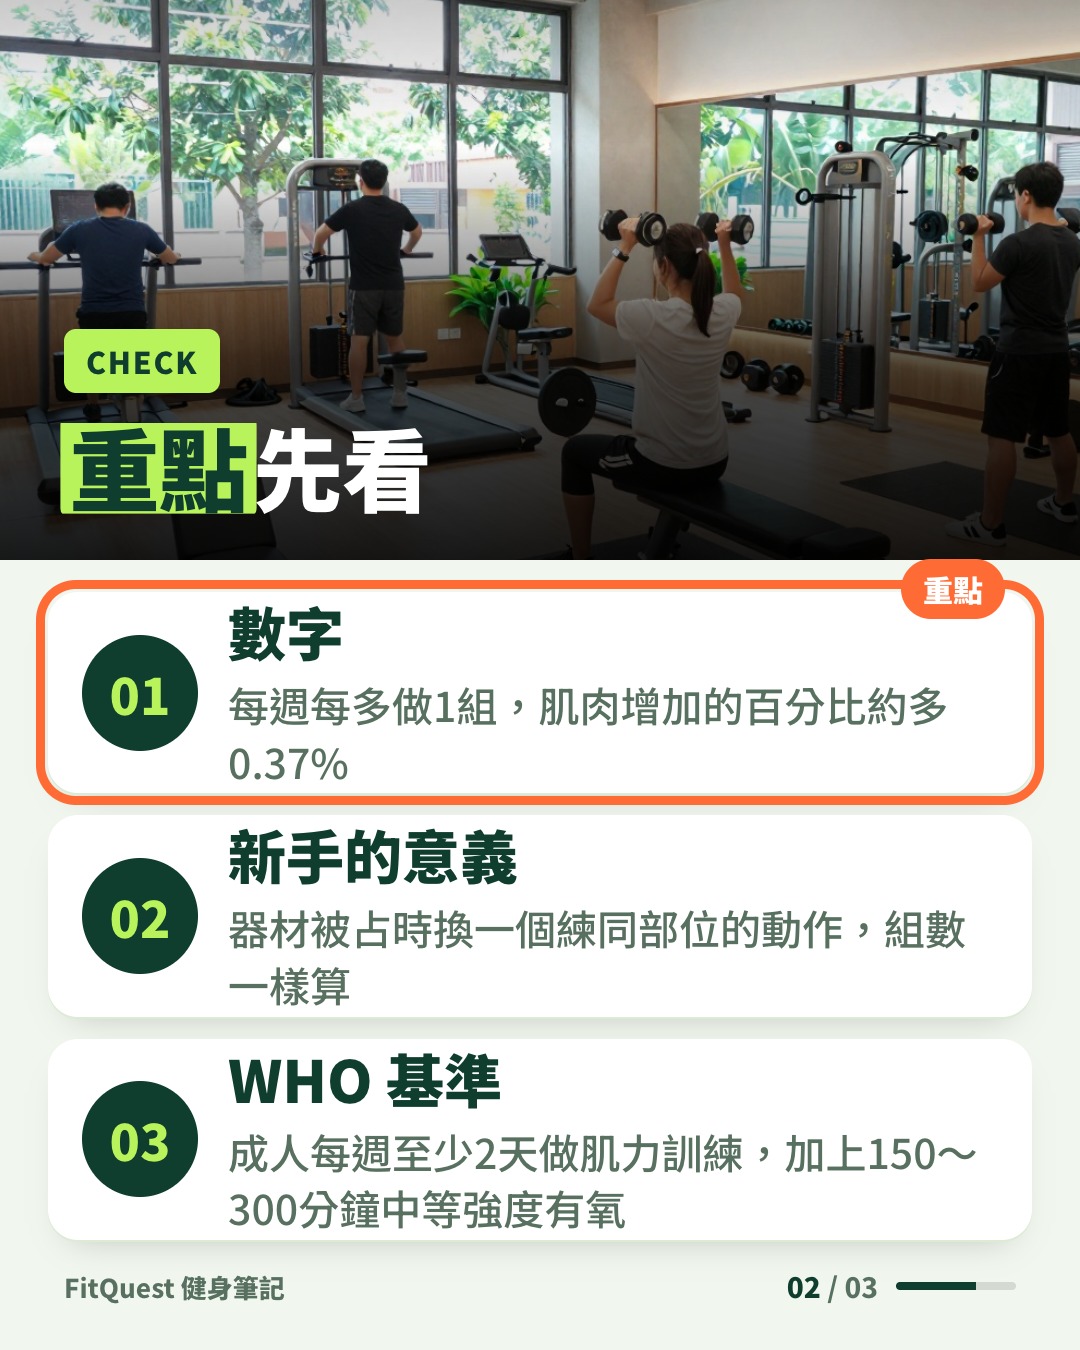 CHECK
重點先看
重點
01
數字
每週每多做1組，肌肉增加的百分比約多
0.37%
02
新手的意義
器材被占時換一個練同部位的動作，組數
一樣算
03
WHO 基準
成人每週至少2天做肌力訓練，加上150～
300分鐘中等強度有氧
FitQuest 健身筆記
02 / 03